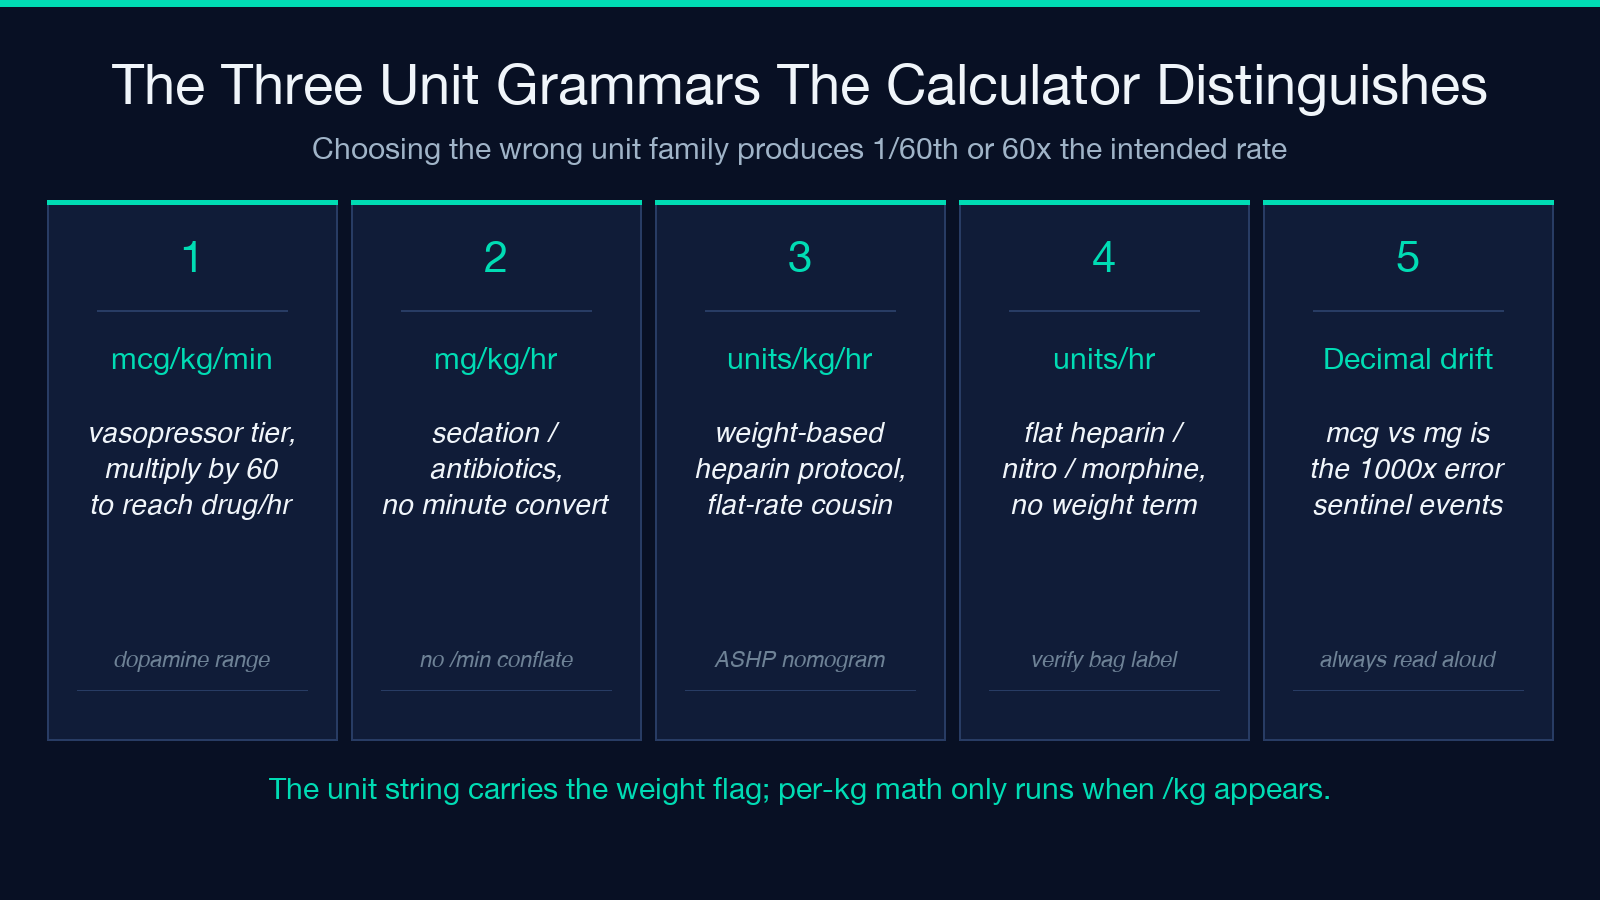 The Three Unit Grammars The Calculator Distinguishes
Choosing the wrong unit family produces 1/60th or 60x the intended rate
1
mcg/kg/min
vasopressor tier,
multiply by 60
to reach drug/hr
dopamine range
2
mg/kg/hr
sedation /
antibiotics,
no minute convert
no /min conflate
3
units/kg/hr
weight-based
heparin protocol,
flat-rate cousin
ASHP nomogram
4
units/hr
flat heparin /
nitro / morphine,
no weight term
verify bag label
5
Decimal drift
mcg vs mg is
the 1000x error
sentinel events
always read aloud
The unit string carries the weight flag; per-kg math only runs when /kg appears.